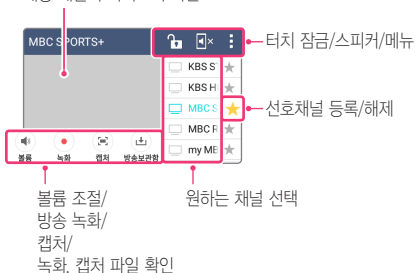 MBC SPORTS+
터치 잠금/스피커/메뉴
KBS S
KBS H
MBC S
선호채널 등록/해제
MBC
my ME
볼륨
녹화
캡처
방송보관함
볼륨 조절/
방송 녹화/
캡처/
녹화, 캡처 파일 확인
원하는 채널 선택